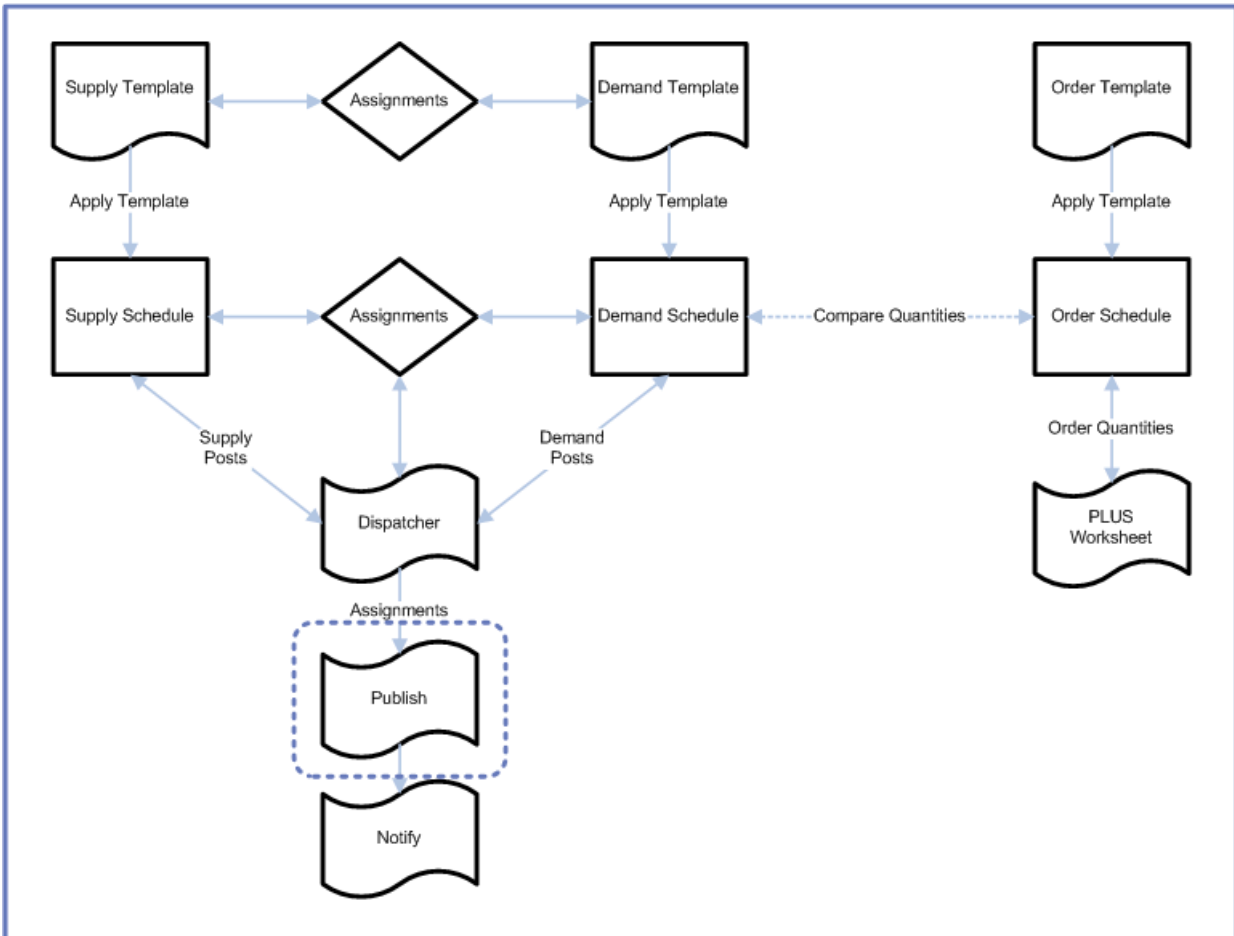 Supply Template
Assignments
Demand Template
Order Template
Apply Template
Apply Template
Apply Template
Supply Schedule
Assignments
Demand Schedule
Compare Quantities
Order Schedule
Supply
Posts
Demand
Posts
Order Quantities
Dispatcher
PLUS
Worksheet
Assignments
Publish
Notify